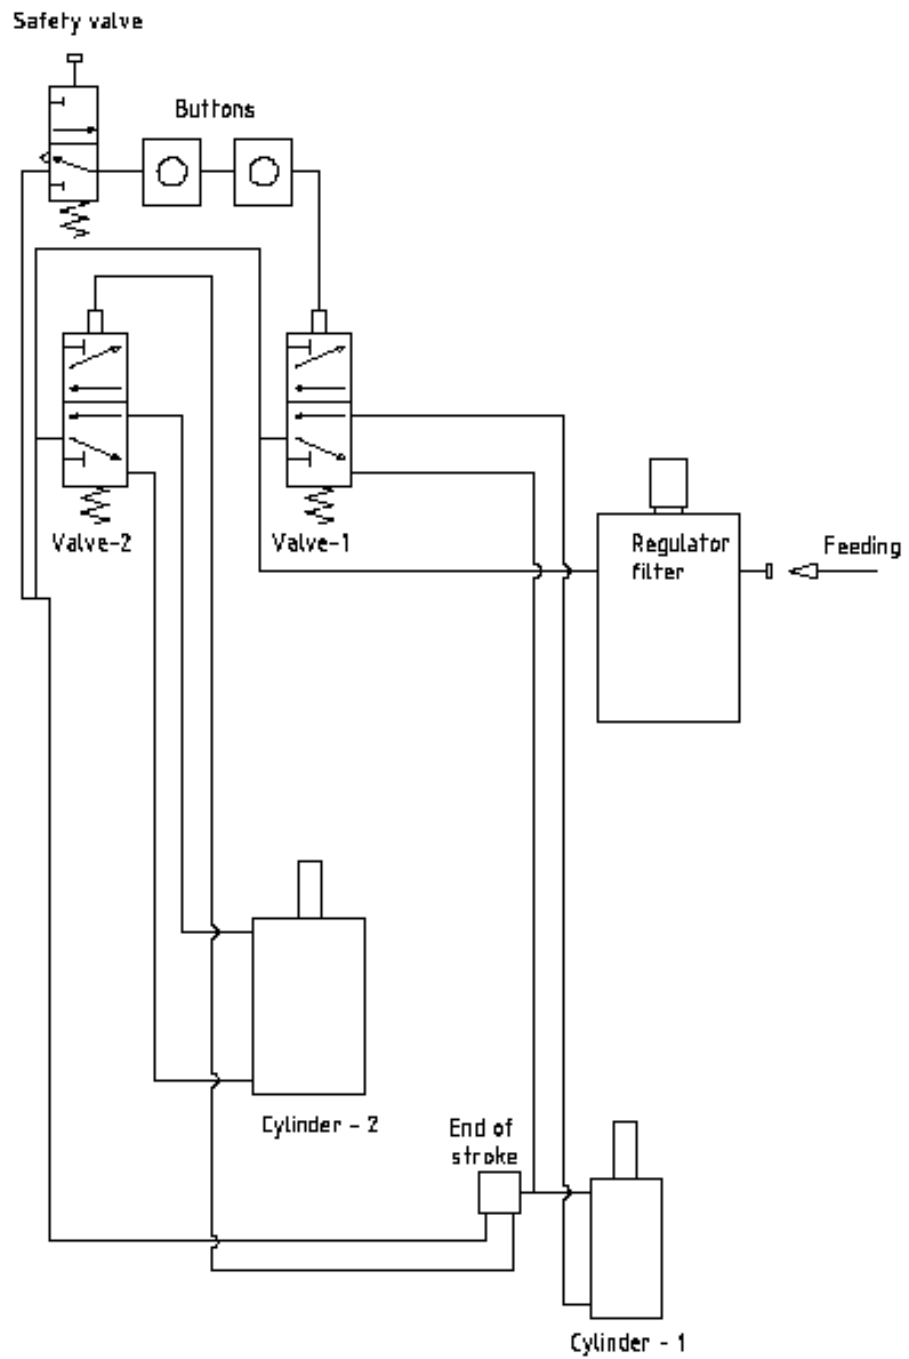 Safety valve
Buttons
Valve-2
Valve-1
Regulator
filter
Feeding
Cylinder - 2
End of
stroke
Cylinder - 1